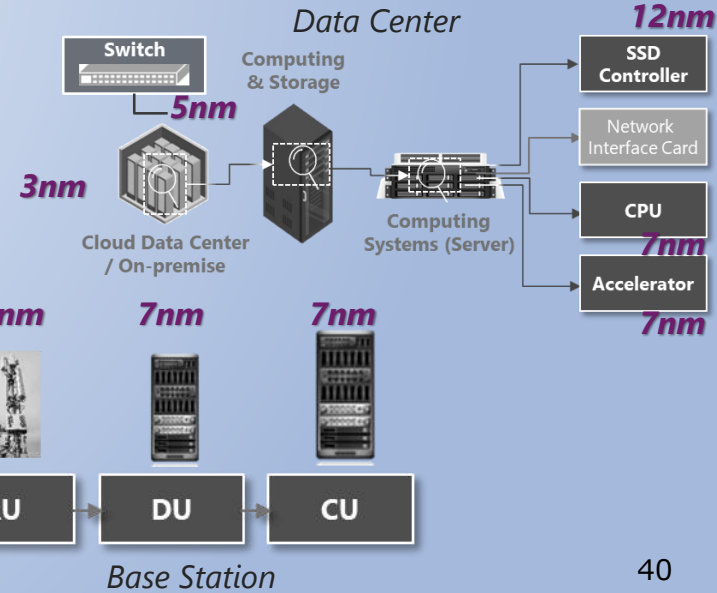 Data Center
12nm
Switch
5nm
Computing
& Storage
SSD
Controller
Network
Interface Card
3nm
Cloud Data Center
/ On-premise
Computing
Systems (Server)
CPU
7nm
Accelerator
7nm
nm
7nm
7nm
U
DU
CU
Base Station
40